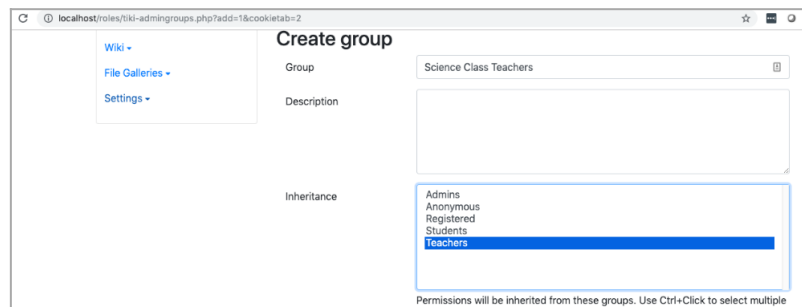 localhost/roles/tiki-admingroups.php?add=1&cookietab=2
Wiki
File Galleries
Settings
Create group
Group
Science Class Teachers
Description
Inheritance
Admins
Anonymous
Registered
Students
Teachers
Permissions will be inherited from these groups. Use Ctrl+Click to select multiple